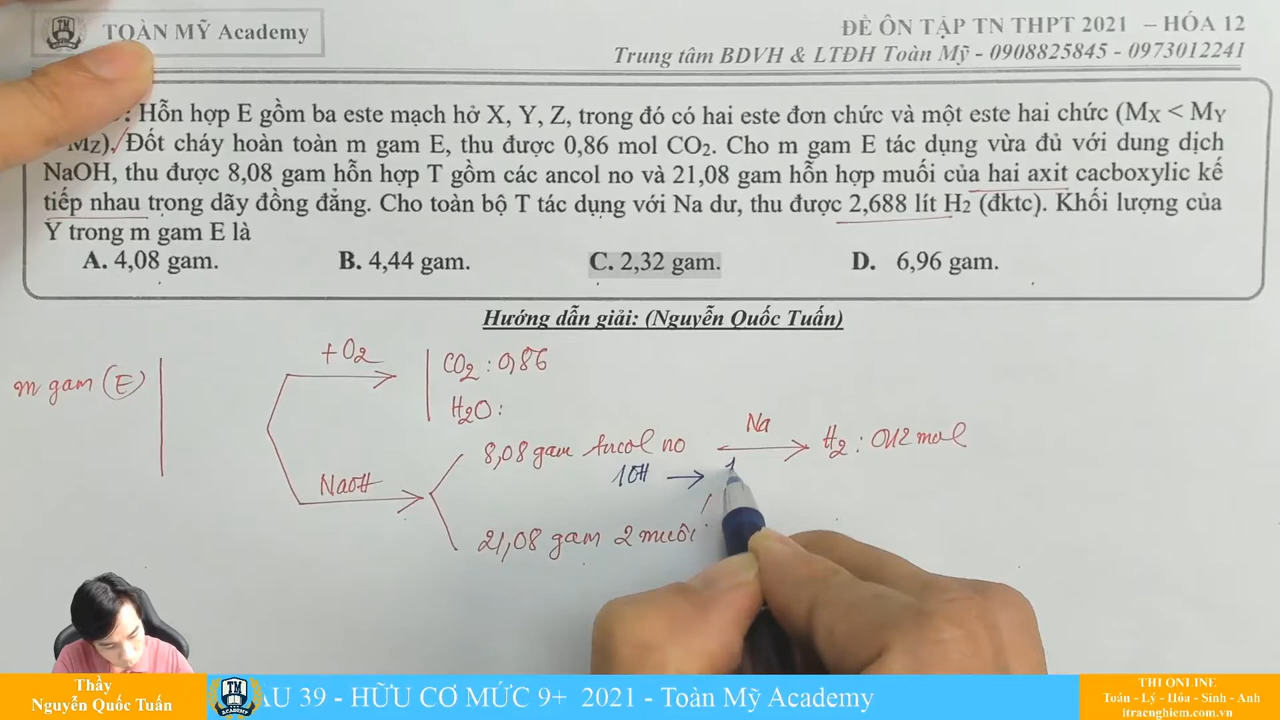 TM
ACADEMY
TOÀN MỸ Academy
ĐỀ ÔN TẬP TN THPT 2021 – HÓA 12
Trung tâm BDVH & LTĐH Toàn Mỹ - 0908825845 - 0973012241
: Hỗn hợp E gồm ba este mạch hở X, Y, Z, trong đó có hai este đơn chức và một este hai chức (MX < MY
MZ). Đốt cháy hoàn toàn m gam E, thu được 0,86 mol CO2. Cho m gam E tác dụng vừa đủ với dung dịch
NaOH, thu được 8,08 gam hỗn hợp T gồm các ancol no và 21,08 gam hỗn hợp muối của hai axit cacboxylic kế
tiếp nhau trong dãy đồng đẳng. Cho toàn bộ T tác dụng với Na dư, thu được 2,688 lít H2 (đktc). Khối lượng của
Y trong m gam E là
A. 4,08 gam. B. 4,44 gam. C. 2,32 gam. D. 6,96 gam.
Hướng dẫn giải: (Nguyễn Quốc Tuấn)
+O2
CO2 : 0,86
m gam (E)
H2O :
Na
8,08 gam Ancol no H2 : 0,12 mol
1OH →
NaOH
21,08 gam 2 muối
Thầy
Nguyễn Quốc Tuấn
TM
ACADEMY
ÂU 39 - HỮU CƠ MỨC 9+ 2021 - Toàn Mỹ Academy
THI ONLINE
Toán - Lý - Hóa - Sinh - Anh
itracnghiem.com.vn